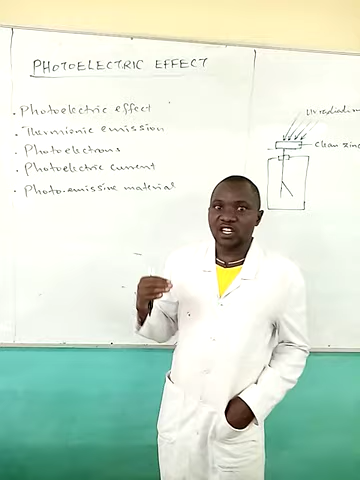 PHOTOELECTRIC EFFECT
. Photoelectric effect
. Thermionic emission
. Photoelectrons
. Photoelectric current
. Photo-emissive material
UV radiation
Clean zinc